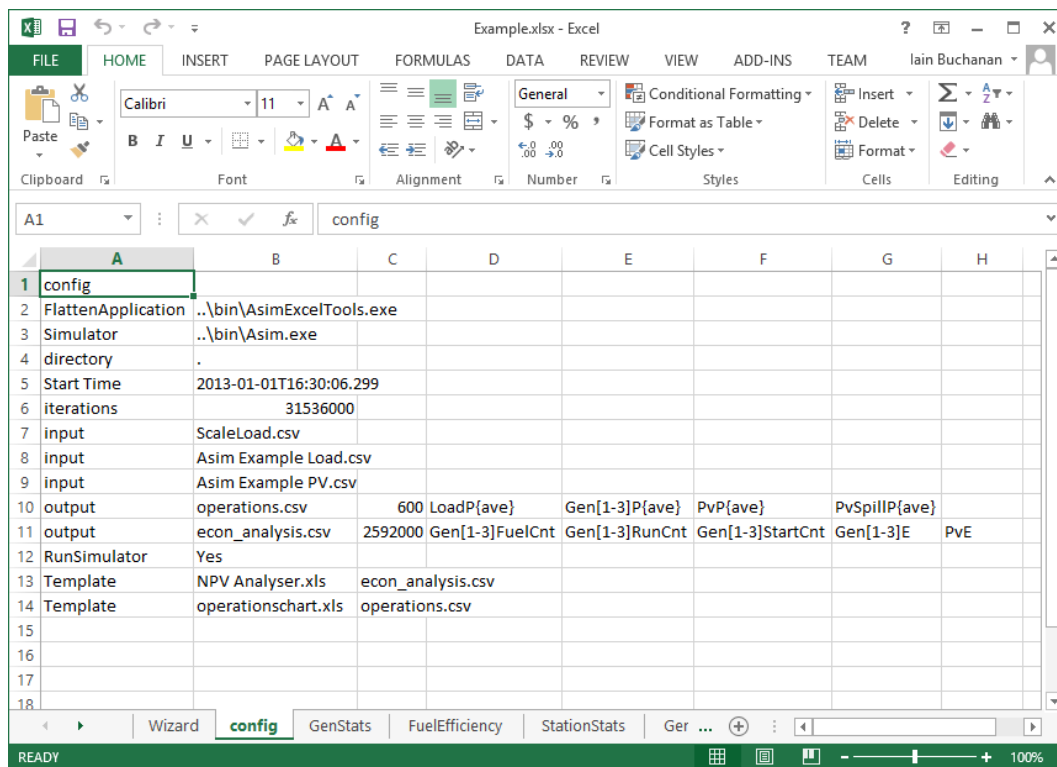 Example.xlsx - Excel
?
FILE HOME INSERT PAGE LAYOUT FORMULAS DATA REVIEW VIEW ADD-INS TEAM Iain Buchanan
Calibri 11 A A General Conditional Formatting Insert
Paste B I U A $ % , Format as Table Delete
.00 .0 .00 .0 Cell Styles Format
Clipboard Font Alignment Number Styles Cells Editing
A1 fx config
A B C D E F G H
1 config
2 FlattenApplication ..\bin\AsimExcelTools.exe
3 Simulator ..\bin\Asim.exe
4 directory .
5 Start Time 2013-01-01T16:30:06.299
6 iterations 31536000
7 input ScaleLoad.csv
8 input Asim Example Load.csv
9 input Asim Example PV.csv
10 output operations.csv 600 LoadP{ave} Gen[1-3]P{ave} PvP{ave} PvSpillP{ave}
11 output econ_analysis.csv 2592000 Gen[1-3]FuelCnt Gen[1-3]RunCnt Gen[1-3]StartCnt Gen[1-3]E PvE
12 RunSimulator Yes
13 Template NPV Analyser.xls econ_analysis.csv
14 Template operationschart.xls operations.csv
15
16
17
18
Wizard config GenStats FuelEfficiency StationStats Ger ...
READY 100%